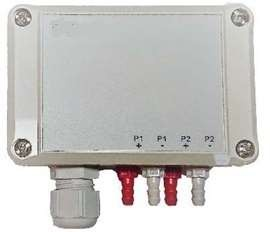 P1 P1 P2 P2
+ - + -